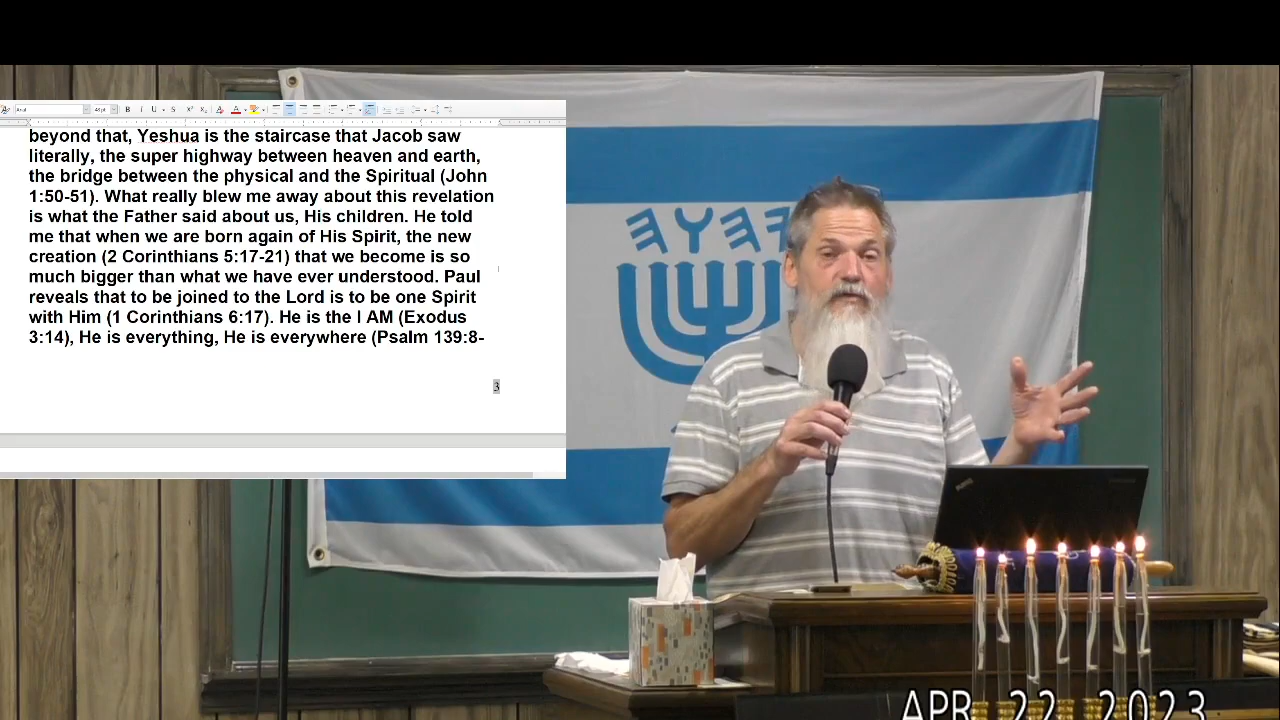 beyond that, Yeshua is the staircase that Jacob saw
literally, the super highway between heaven and earth,
the bridge between the physical and the Spiritual (John
1:50-51). What really blew me away about this revelation
is what the Father said about us, His children. He told
me that when we are born again of His Spirit, the new
creation (2 Corinthians 5:17-21) that we become is so
much bigger than what we have ever understood. Paul
reveals that to be joined to the Lord is to be one Spirit
with Him (1 Corinthians 6:17). He is the I AM (Exodus
3:14), He is everything, He is everywhere (Psalm 139:8-
3
𐤉𐤄𐤅𐤄
APR 22 2023